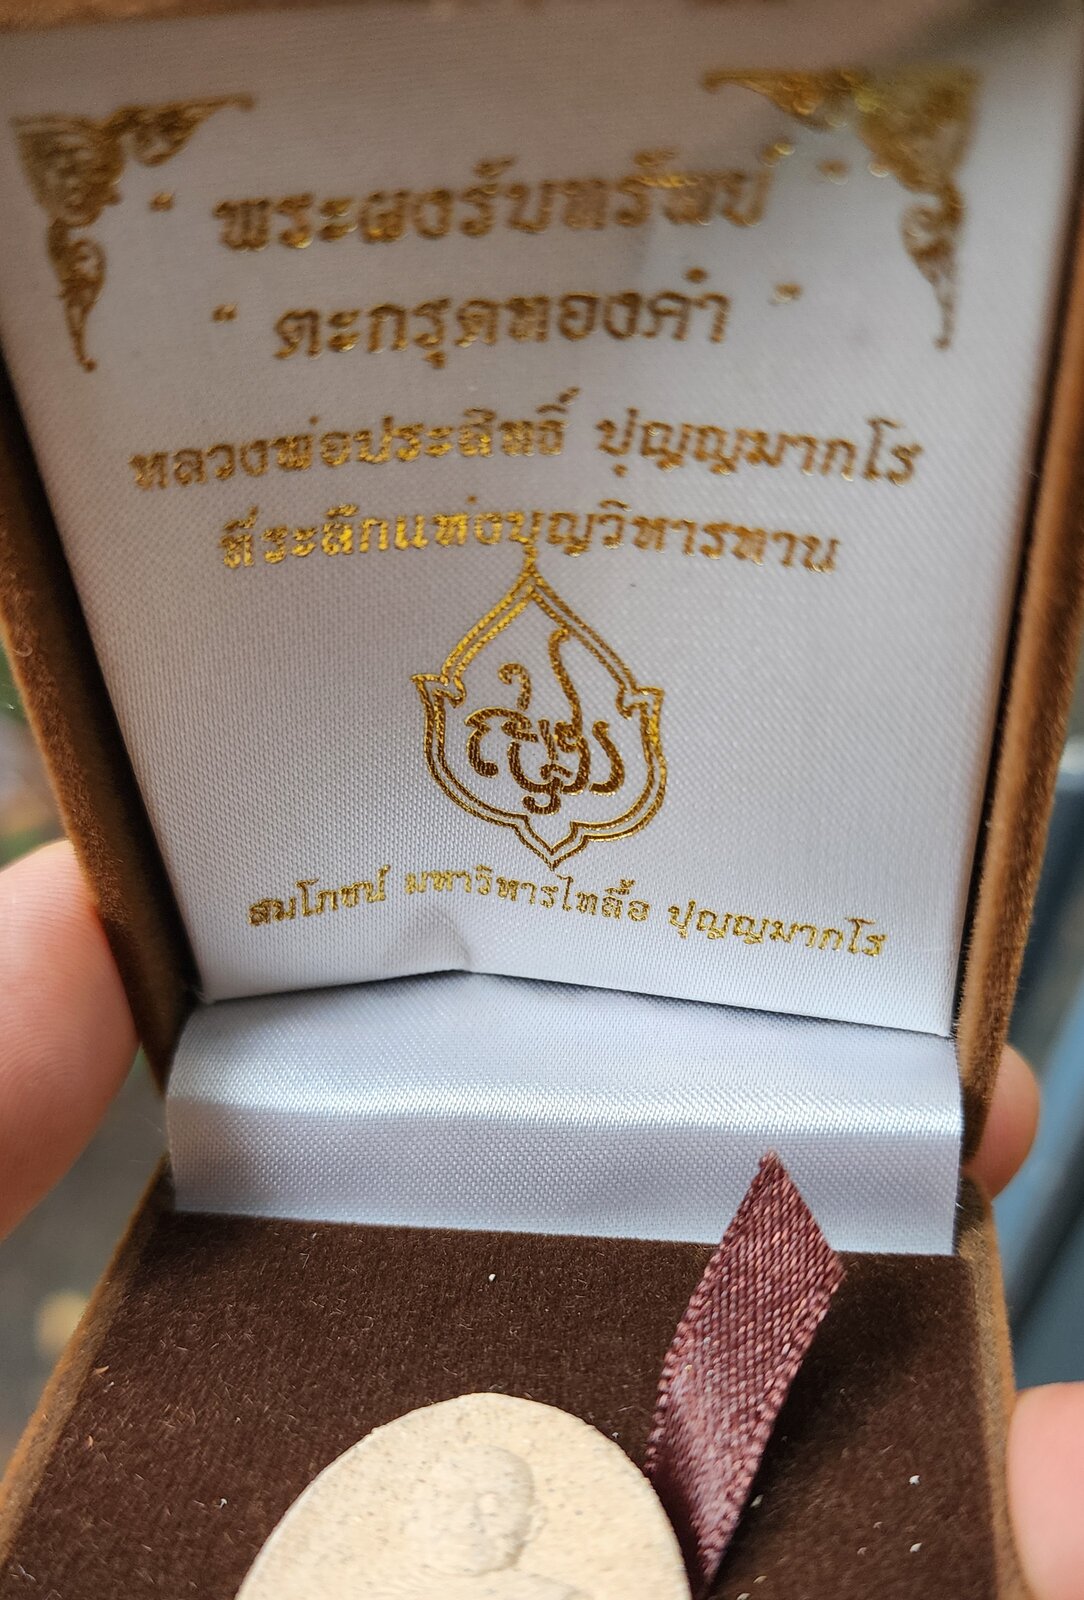 " พระผงรับทรัพย์ "
" ตะกรุดทองคำ "
หลวงพ่อประสิทธิ์ ปุญญมากโร
ที่ระลึกแห่งบุญวิหารทาน
สมโภชน์ มหาวิหารไทลื้อ ปุญญมากโร